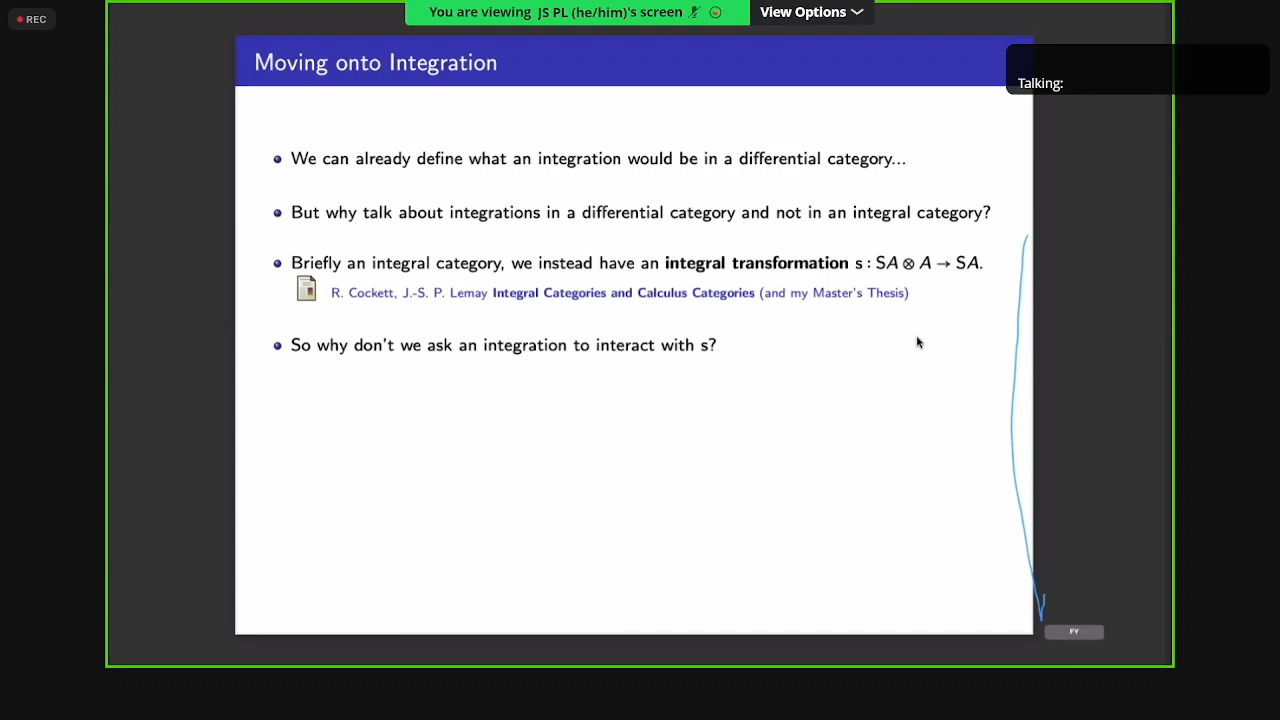 REC
You are viewing JS PL (he/him)'s screen
View Options
Moving onto Integration
Talking:
We can already define what an integration would be in a differential category...
But why talk about integrations in a differential category and not in an integral category?
Briefly an integral category, we instead have an integral transformation s : SA ⊗ A → SA.
R. Cockett, J.-S. P. Lemay Integral Categories and Calculus Categories (and my Master's Thesis)
So why don't we ask an integration to interact with s?
FY